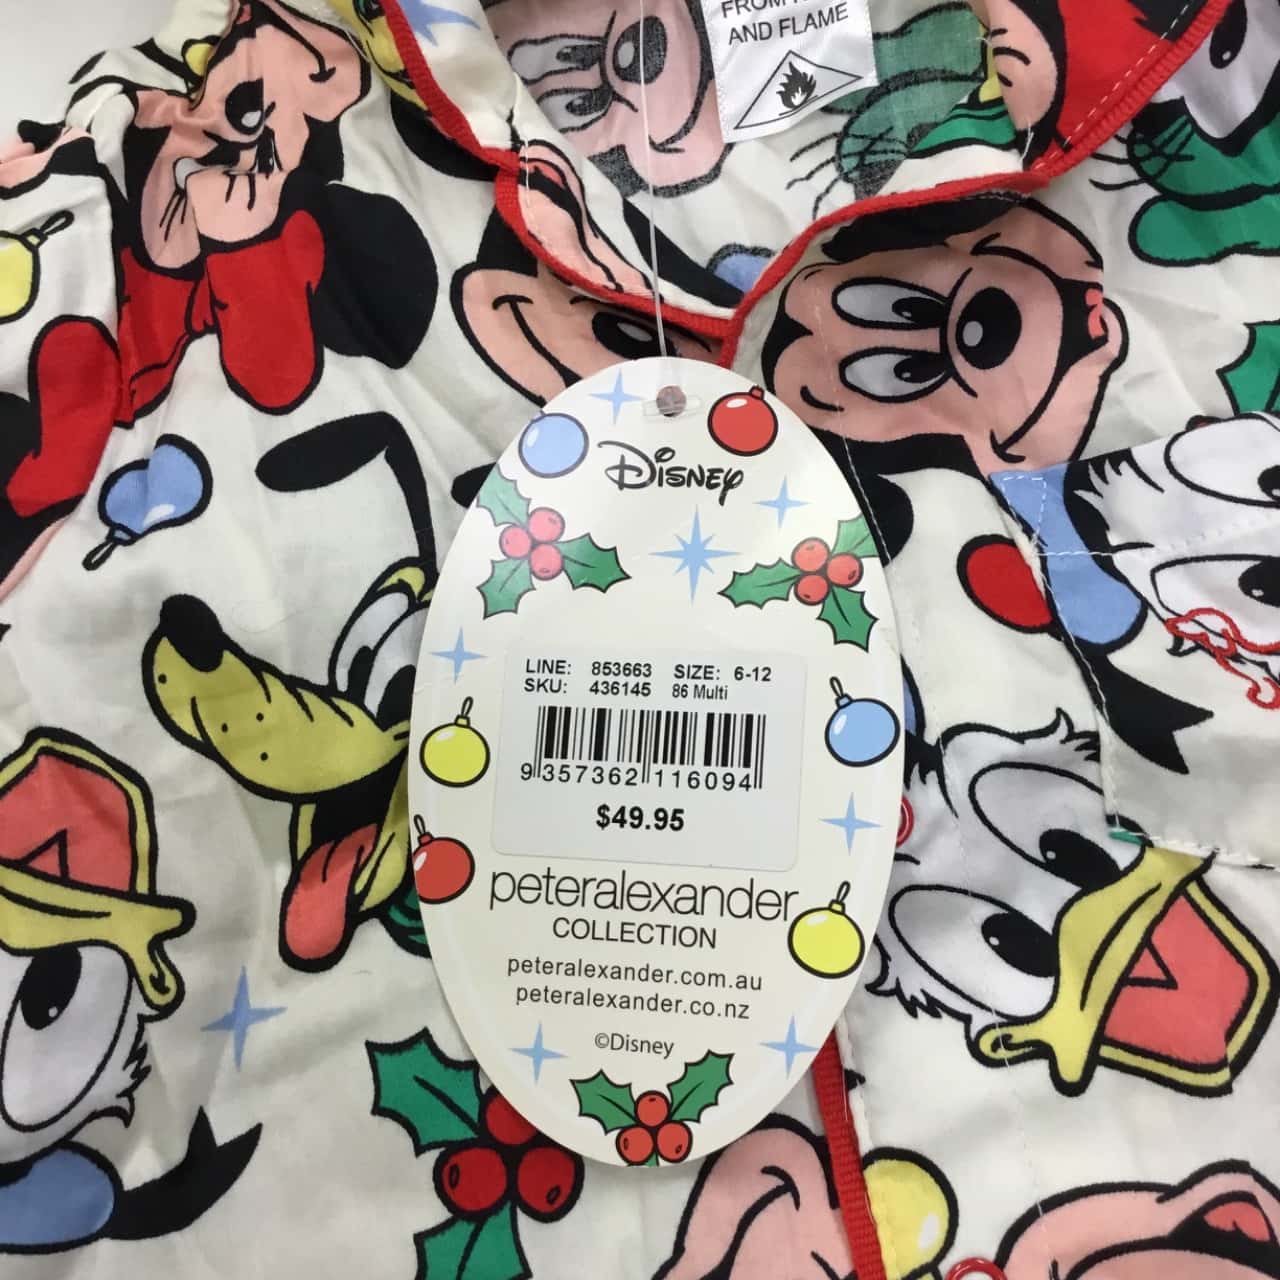 AND FLAME
Disney
LINE: 853663 SIZE: 6-12
SKU: 436145 86 Multi
9 357362 116094
$49.95
peteralexander
COLLECTION
peteralexander.com.au
peteralexander.co.nz
©Disney